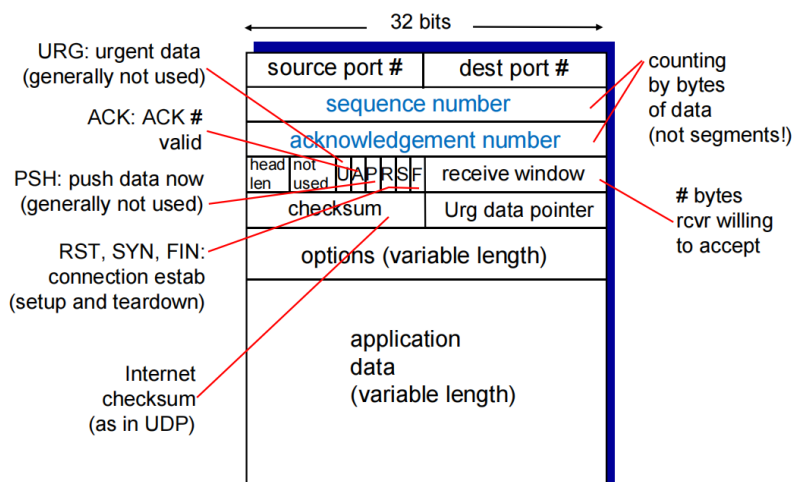 32 bits
URG: urgent data
(generally not used)
ACK: ACK #
valid
PSH: push data now
(generally not used)
RST, SYN, FIN:
connection estab
(setup and teardown)
Internet
checksum
(as in UDP)
source port #
dest port #
sequence number
acknowledgement number
head
len
not
used
U A P R S F
receive window
checksum
Urg data pointer
options (variable length)
application
data
(variable length)
counting
by bytes
of data
(not segments!)
# bytes
rcvr willing
to accept